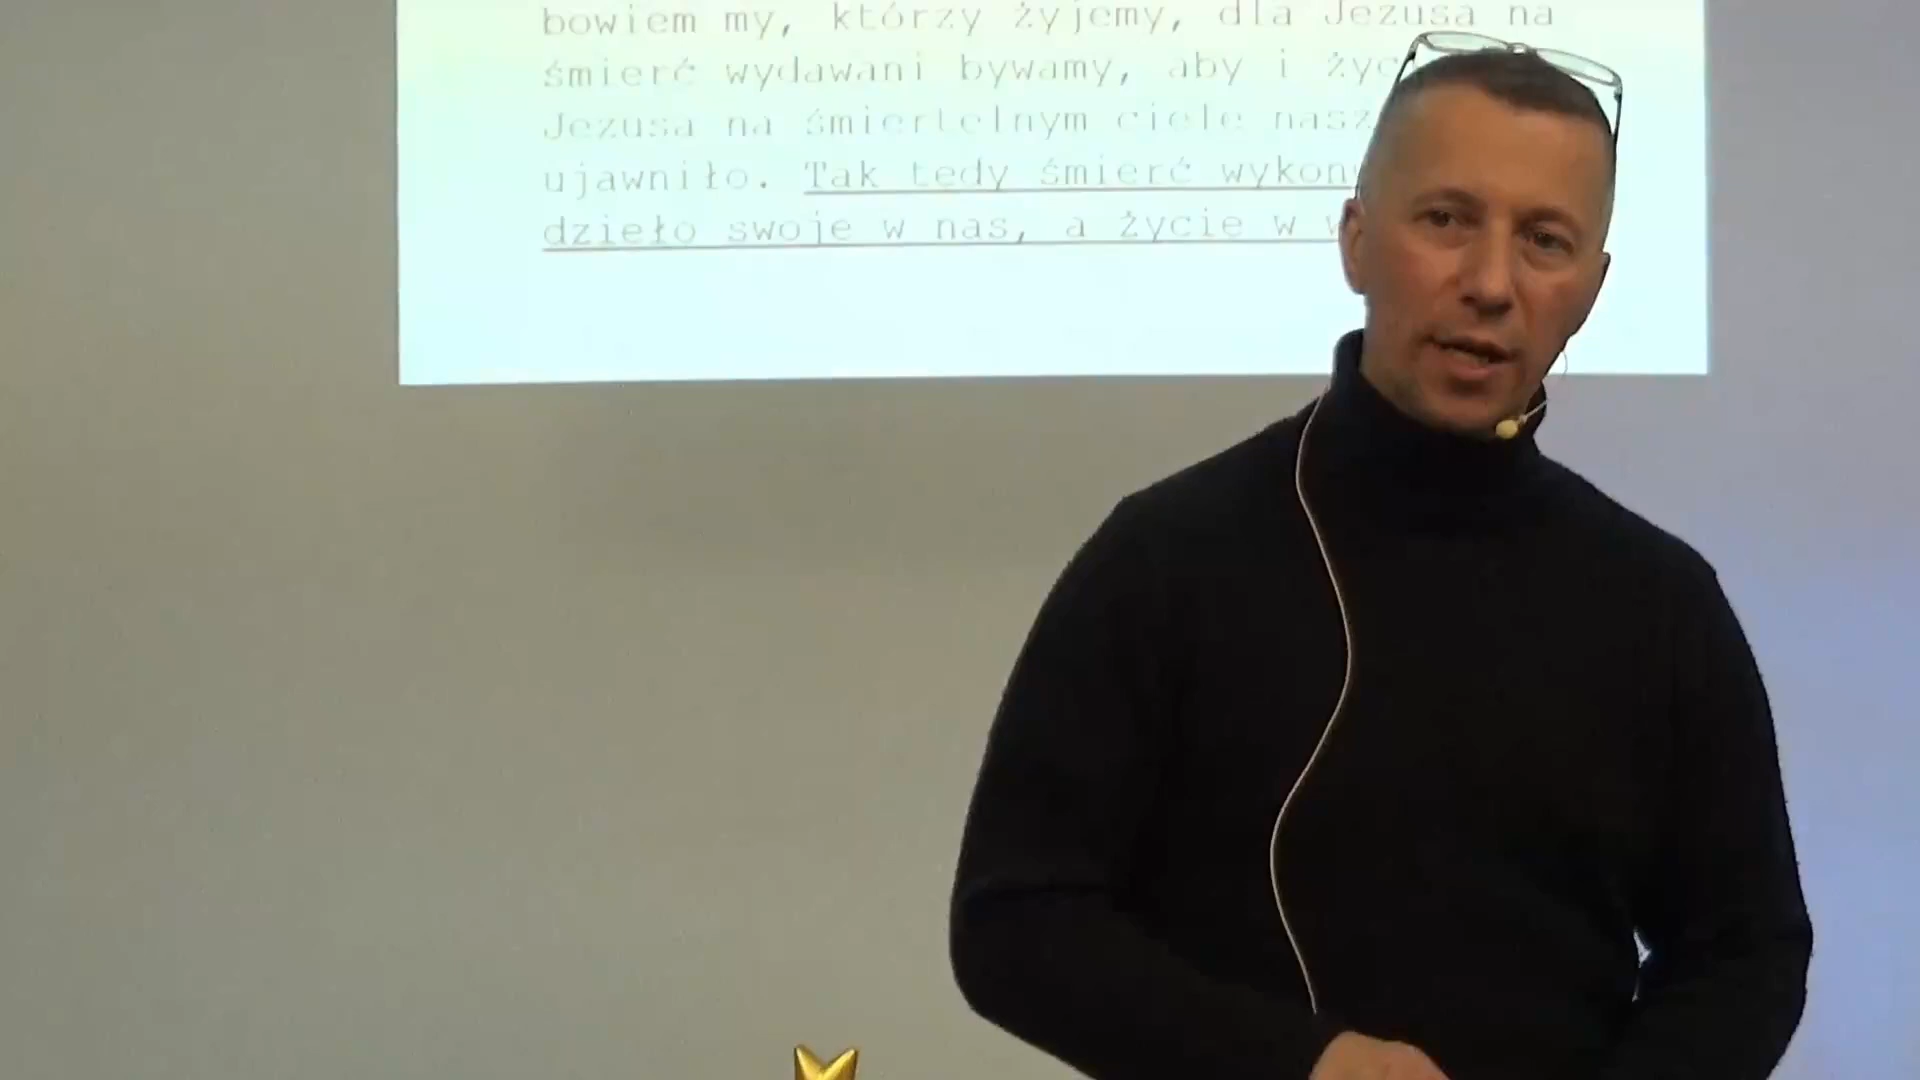 bowiem my, którzy żyjemy, dla Jezusa na
śmierć wydawani bywamy, aby i życ
Jezusa na śmiertelnym ciele nasz
ujawniło. Tak tedy śmierć wykonu
dzieło swoje w nas, a życie w w